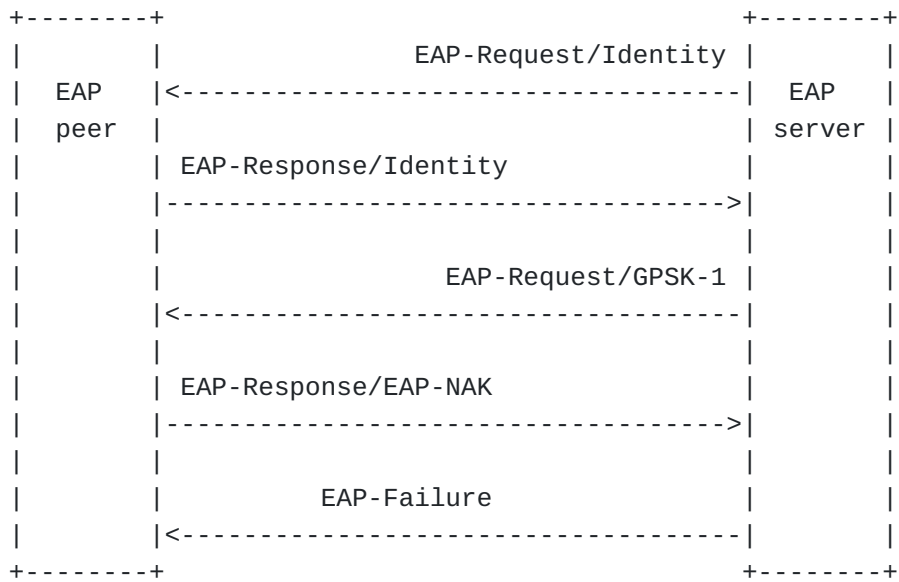 EAP-Request/Identity
EAP EAP
peer server
EAP-Response/Identity
EAP-Request/GPSK-1
EAP-Response/EAP-NAK
EAP-Failure